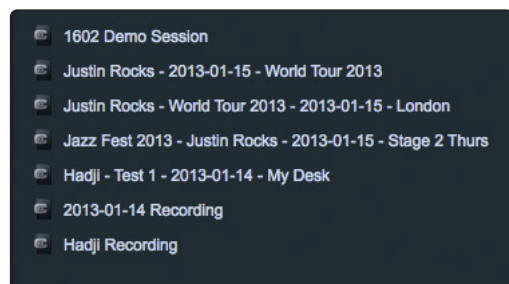 1602 Demo Session
Justin Rocks - 2013-01-15 - World Tour 2013
Justin Rocks - World Tour 2013 - 2013-01-15 - London
Jazz Fest 2013 - Justin Rocks - 2013-01-15 - Stage 2 Thurs
Hadji - Test 1 - 2013-01-14 - My Desk
2013-01-14 Recording
Hadji Recording